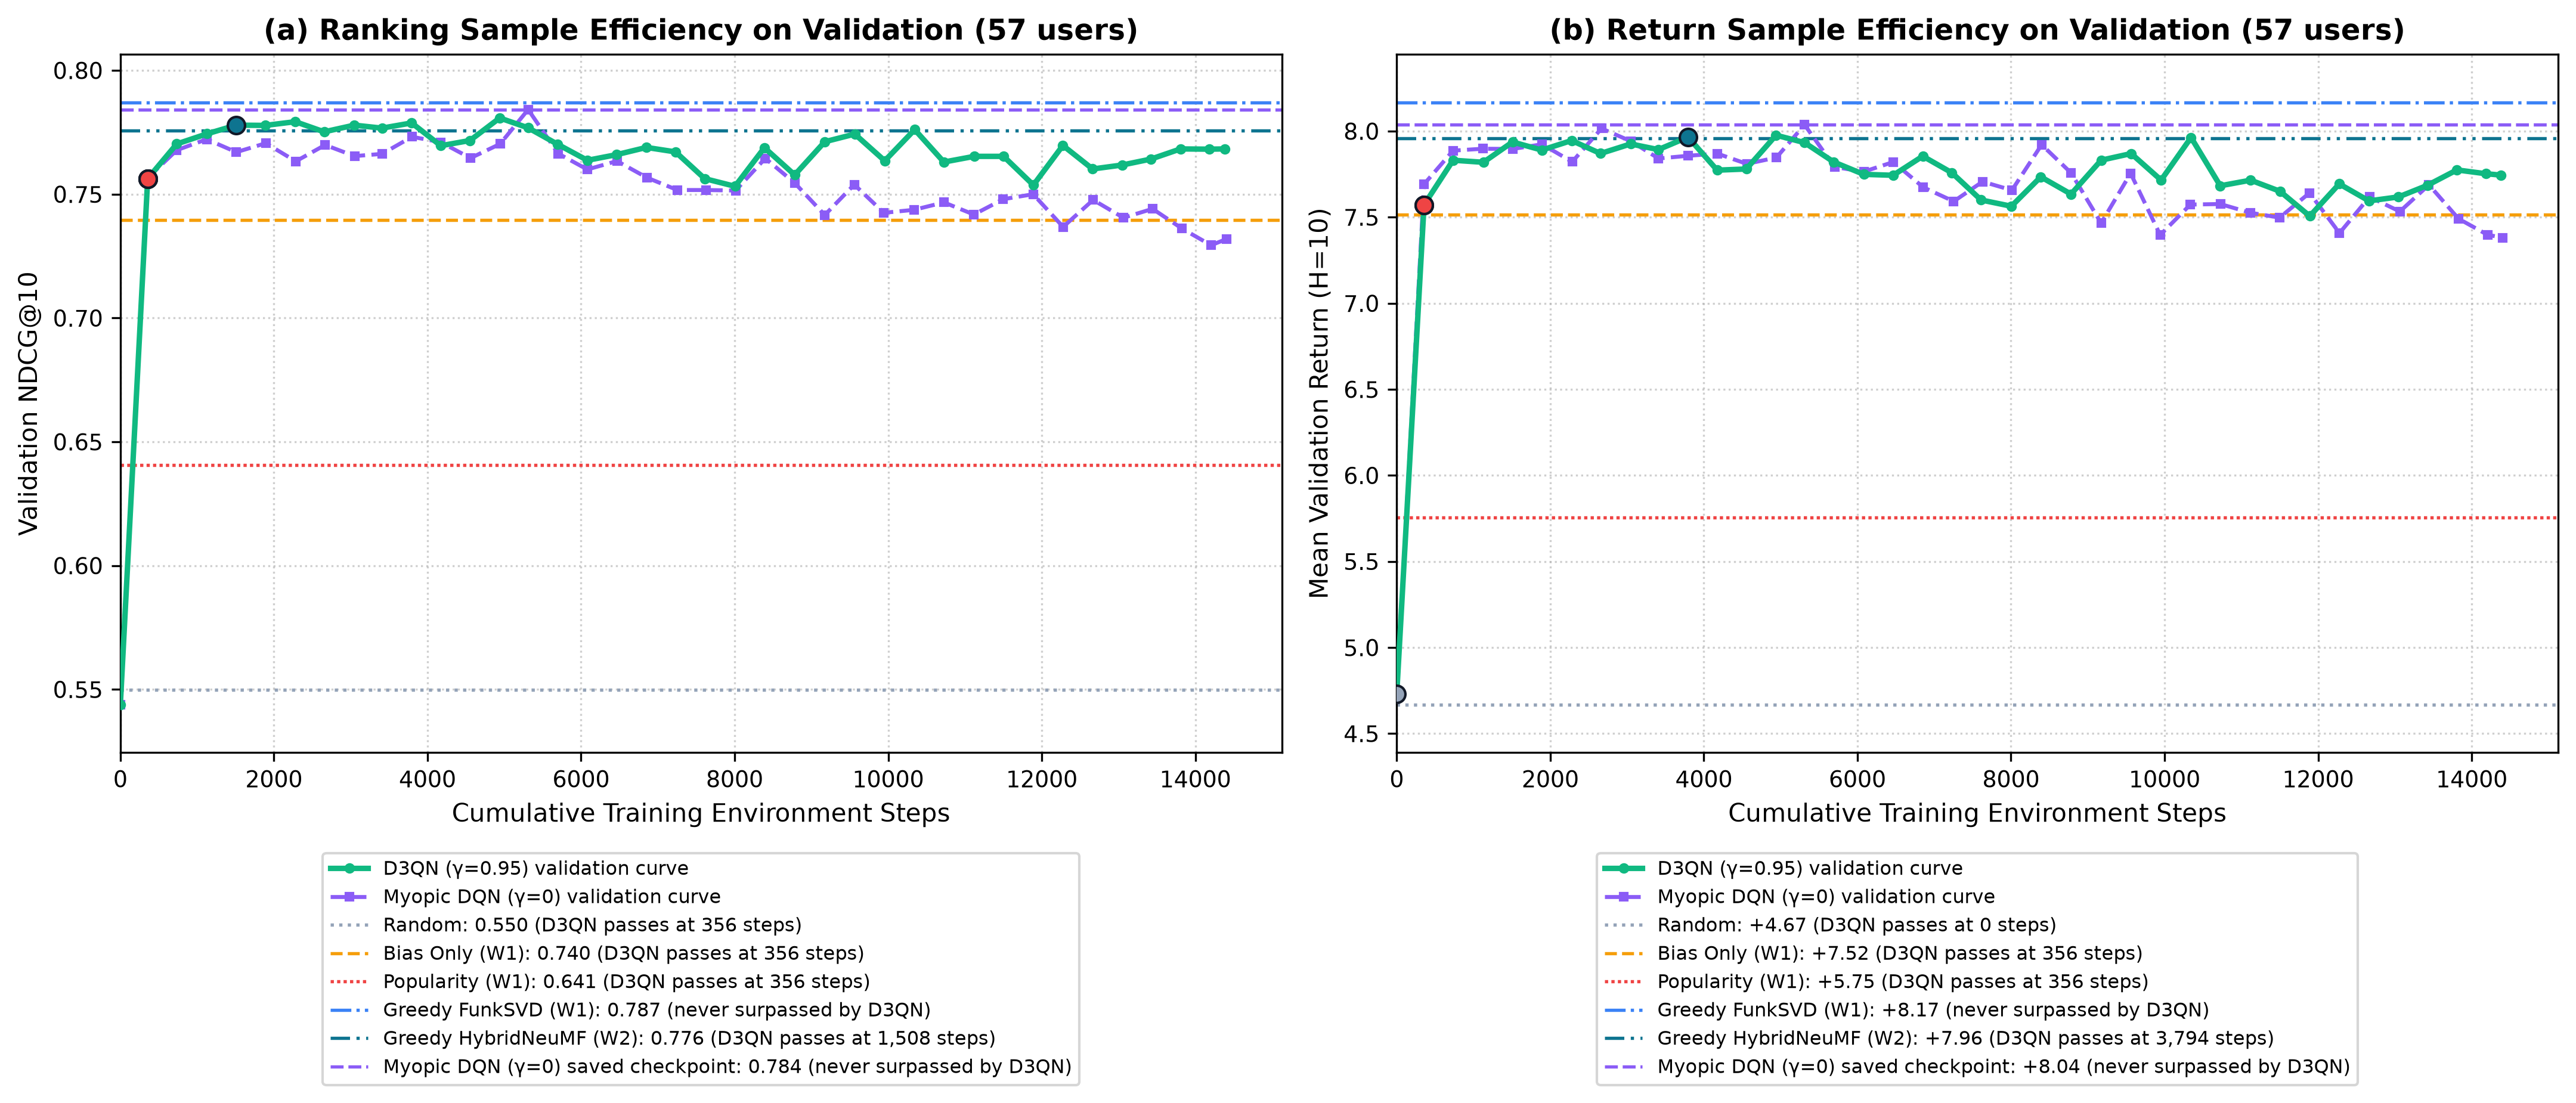 (a) Ranking Sample Efficiency on Validation (57 users)
Validation NDCG@10
0.80
0.75
0.70
0.65
0.60
0.55
0 2000 4000 6000 8000 10000 12000 14000
Cumulative Training Environment Steps
D3QN (γ=0.95) validation curve
Myopic DQN (γ=0) validation curve
Random: 0.550 (D3QN passes at 356 steps)
Bias Only (W1): 0.740 (D3QN passes at 356 steps)
Popularity (W1): 0.641 (D3QN passes at 356 steps)
Greedy FunkSVD (W1): 0.787 (never surpassed by D3QN)
Greedy HybridNeuMF (W2): 0.776 (D3QN passes at 1,508 steps)
Myopic DQN (γ=0) saved checkpoint: 0.784 (never surpassed by D3QN)
(b) Return Sample Efficiency on Validation (57 users)
Mean Validation Return (H=10)
8.0
7.5
7.0
6.5
6.0
5.5
5.0
4.5
0 2000 4000 6000 8000 10000 12000 14000
Cumulative Training Environment Steps
D3QN (γ=0.95) validation curve
Myopic DQN (γ=0) validation curve
Random: +4.67 (D3QN passes at 0 steps)
Bias Only (W1): +7.52 (D3QN passes at 356 steps)
Popularity (W1): +5.75 (D3QN passes at 356 steps)
Greedy FunkSVD (W1): +8.17 (never surpassed by D3QN)
Greedy HybridNeuMF (W2): +7.96 (D3QN passes at 3,794 steps)
Myopic DQN (γ=0) saved checkpoint: +8.04 (never surpassed by D3QN)